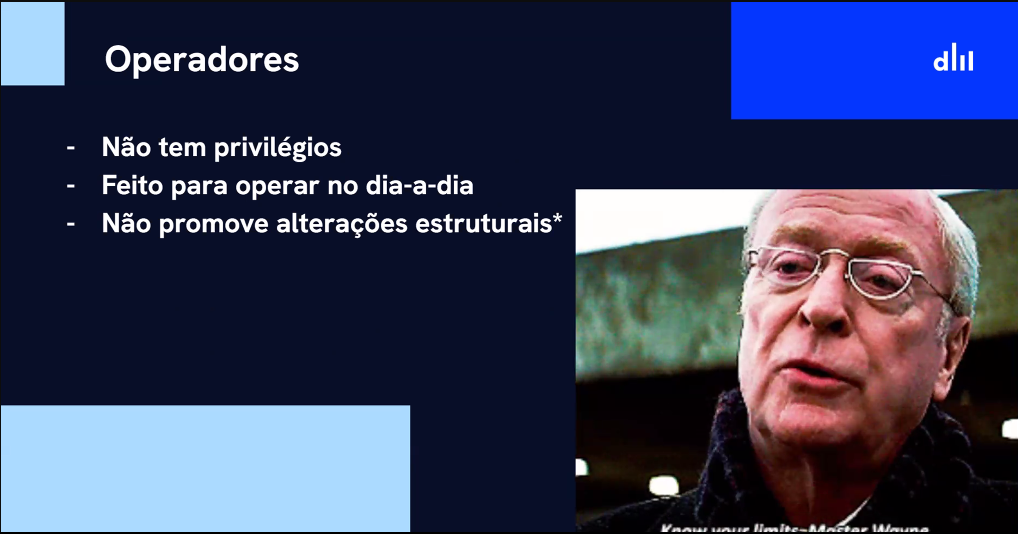 Operadores
dlıl
- Não tem privilégios
- Feito para operar no dia-a-dia
- Não promove alterações estruturais*
Know your limits-Master Wayne